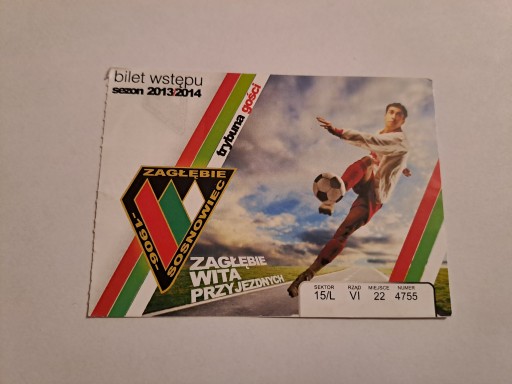 bilet wstępu
sezon 2013/2014
trybuna gości
ZAGŁĘBIE
SOSNOWIEC
-1906-
ZAGŁĘBIE
WITA
PRZYJEZDNYCH
SEKTOR RZĄD MIEJSCE NUMER
15/L VI 22 4755